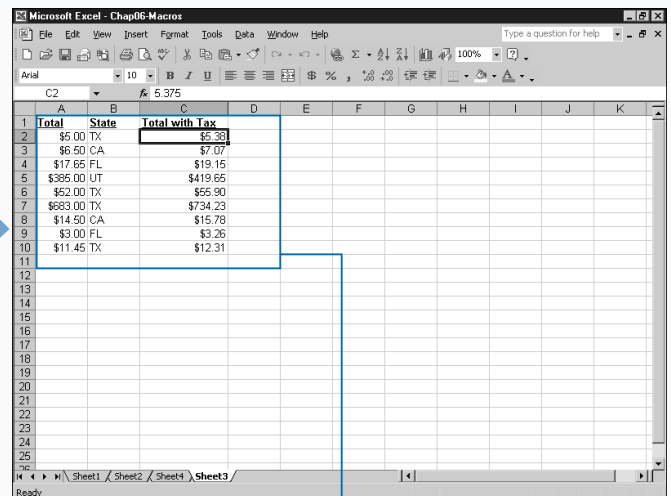 Microsoft Excel - Chap06-Macros
File Edit View Insert Format Tools Data Window Help Type a question for help
100%
Arial 10 B I U $ % ,
C2 fx 5.375
A B C D E F G H I J K
1 Total State Total with Tax
2 $5.00 TX $5.38
3 $6.50 CA $7.07
4 $17.65 FL $19.15
5 $385.00 UT $419.65
6 $52.00 TX $55.90
7 $683.00 TX $734.23
8 $14.50 CA $15.78
9 $3.00 FL $3.26
10 $11.45 TX $12.31
11
12
13
14
15
16
17
18
19
20
21
22
23
24
25
26
Sheet1 Sheet2 Sheet4 Sheet3
Ready